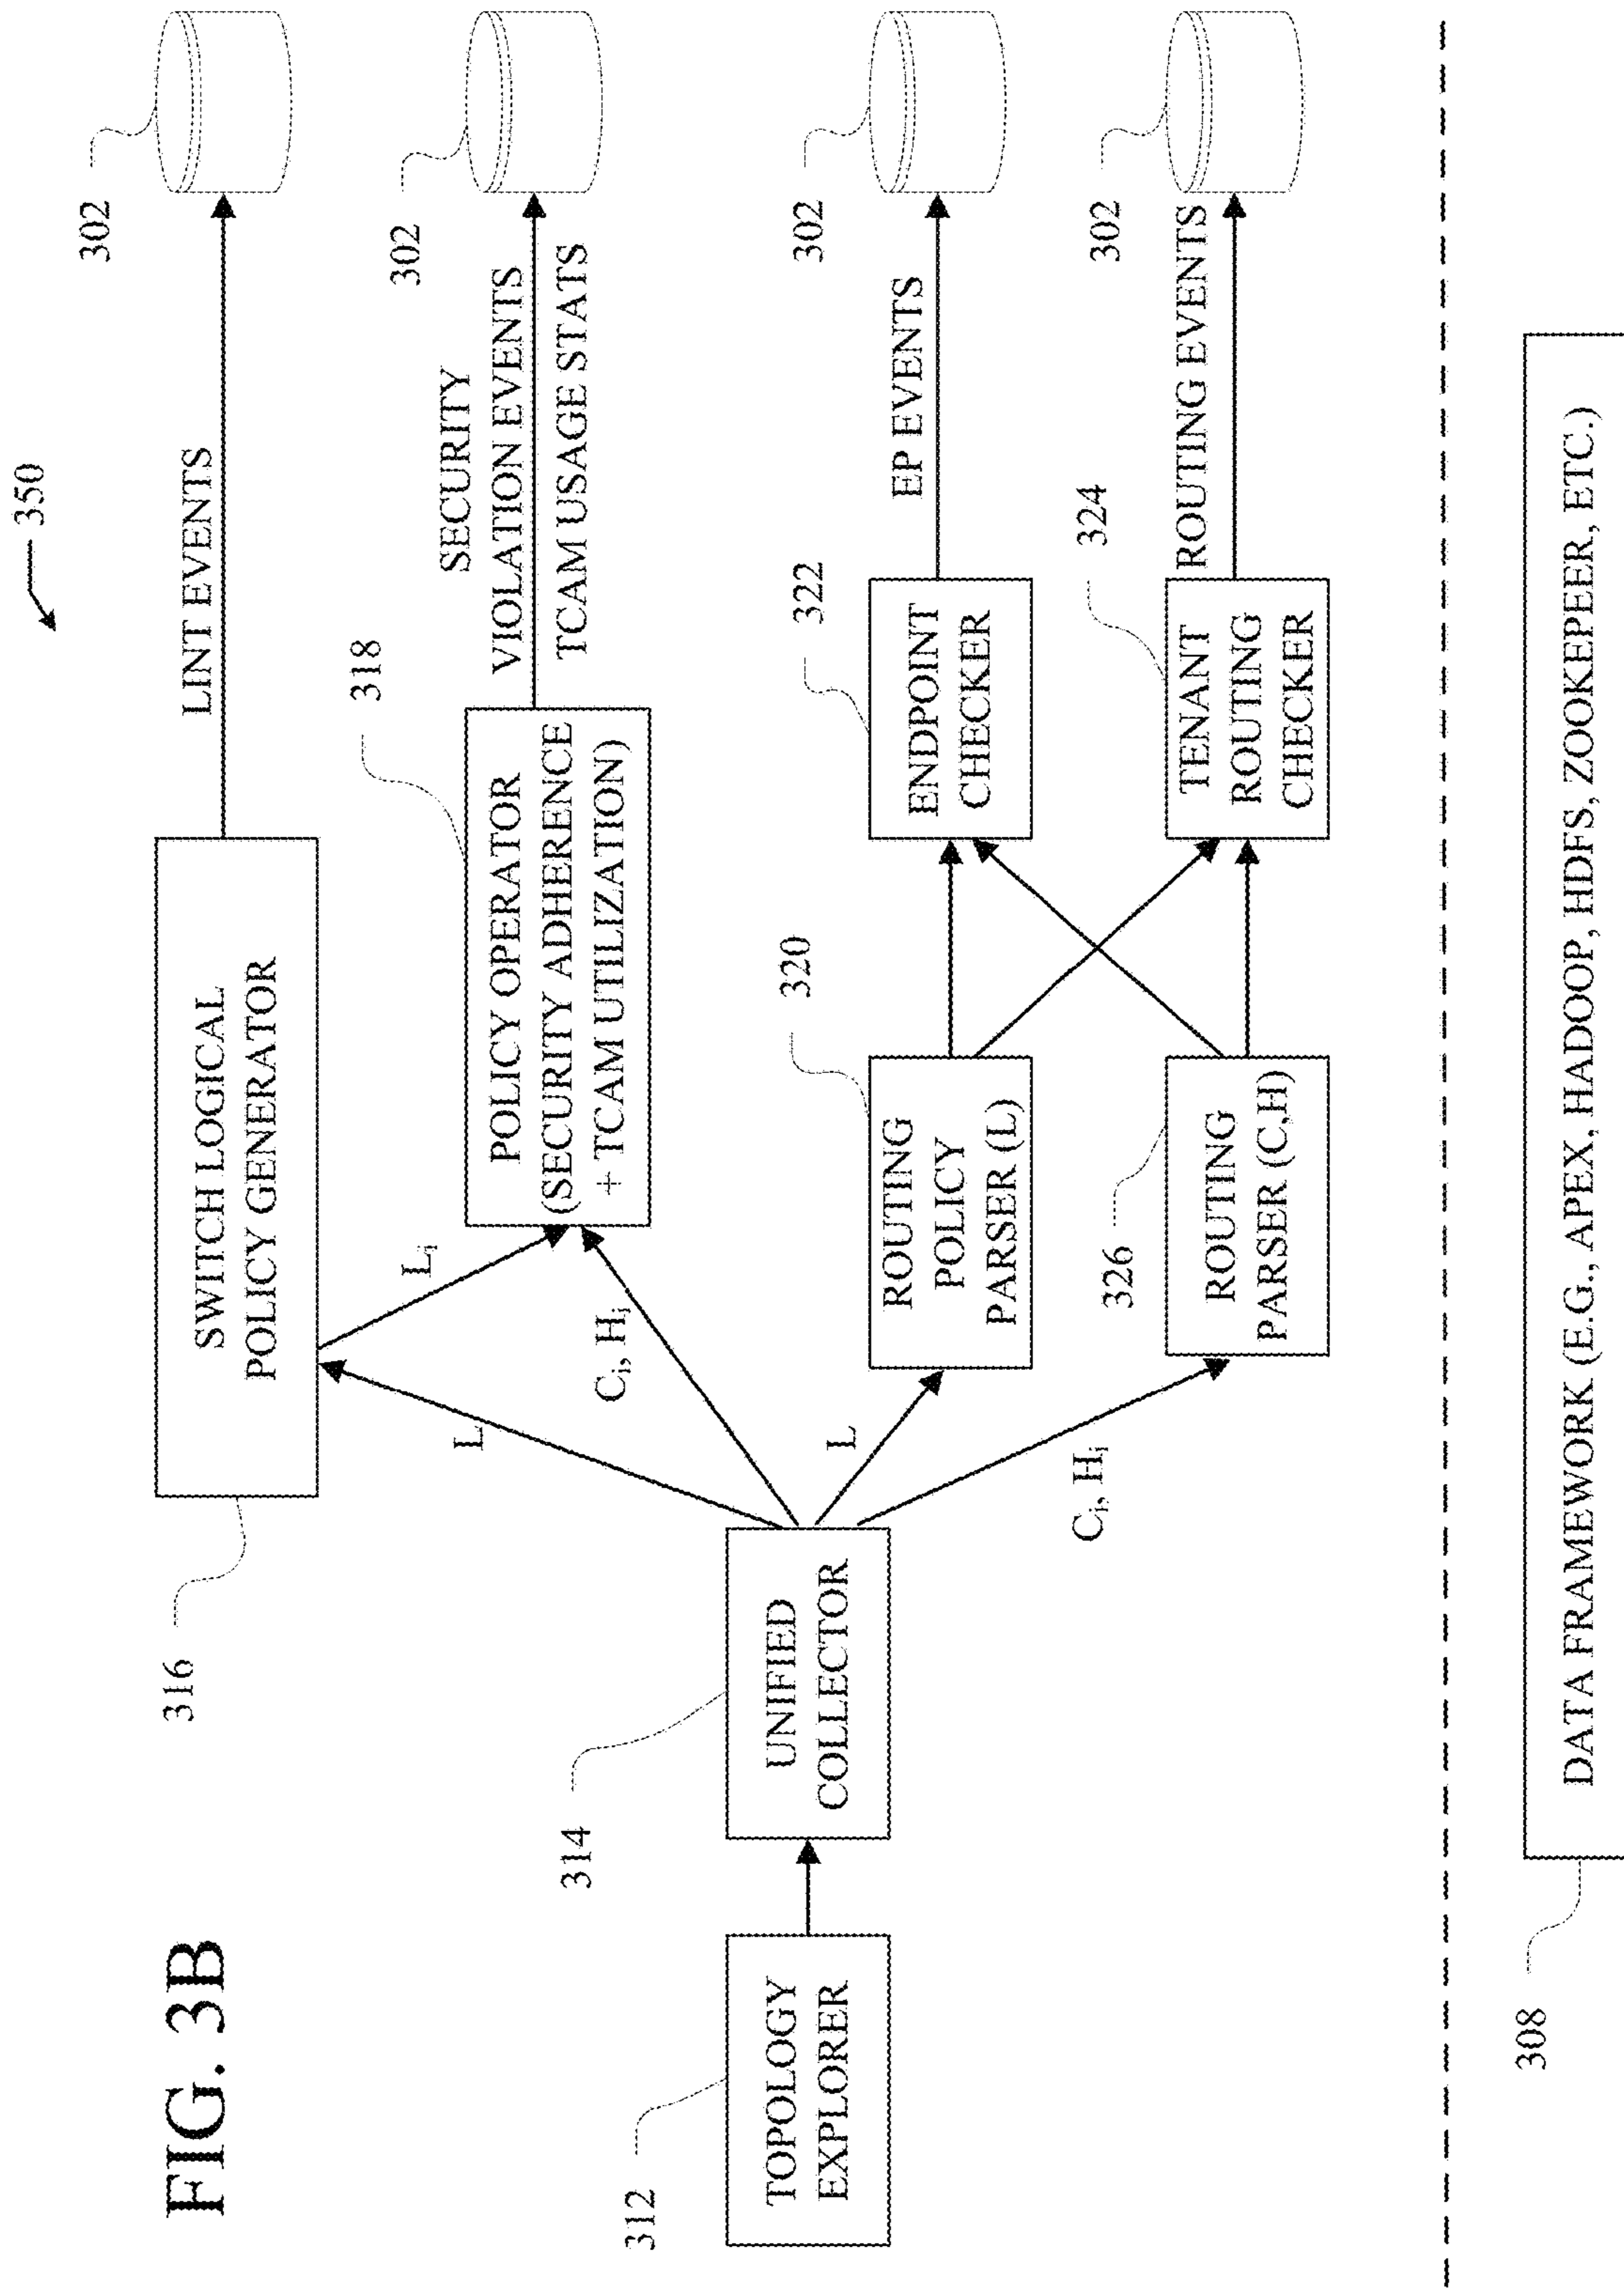 FIG. 3B
350
302
LINT EVENTS
SWITCH LOGICAL
POLICY GENERATOR
316
302
SECURITY
VIOLATION EVENTS
TCAM USAGE STATS
318
POLICY OPERATOR
(SECURITY ADHERENCE
+ TCAM UTILIZATION)
Li
L
Ci, Hi
312
TOPOLOGY
EXPLORER
314
UNIFIED
COLLECTOR
L
Ci, Hi
320
ROUTING
POLICY
PARSER (L)
322
ENDPOINT
CHECKER
EP EVENTS
302
326
ROUTING
PARSER (C,H)
324
TENANT
ROUTING
CHECKER
ROUTING EVENTS
302
308
DATA FRAMEWORK (E.G., APEX, HADOOP, HDFS, ZOOKEPEER, ETC.)